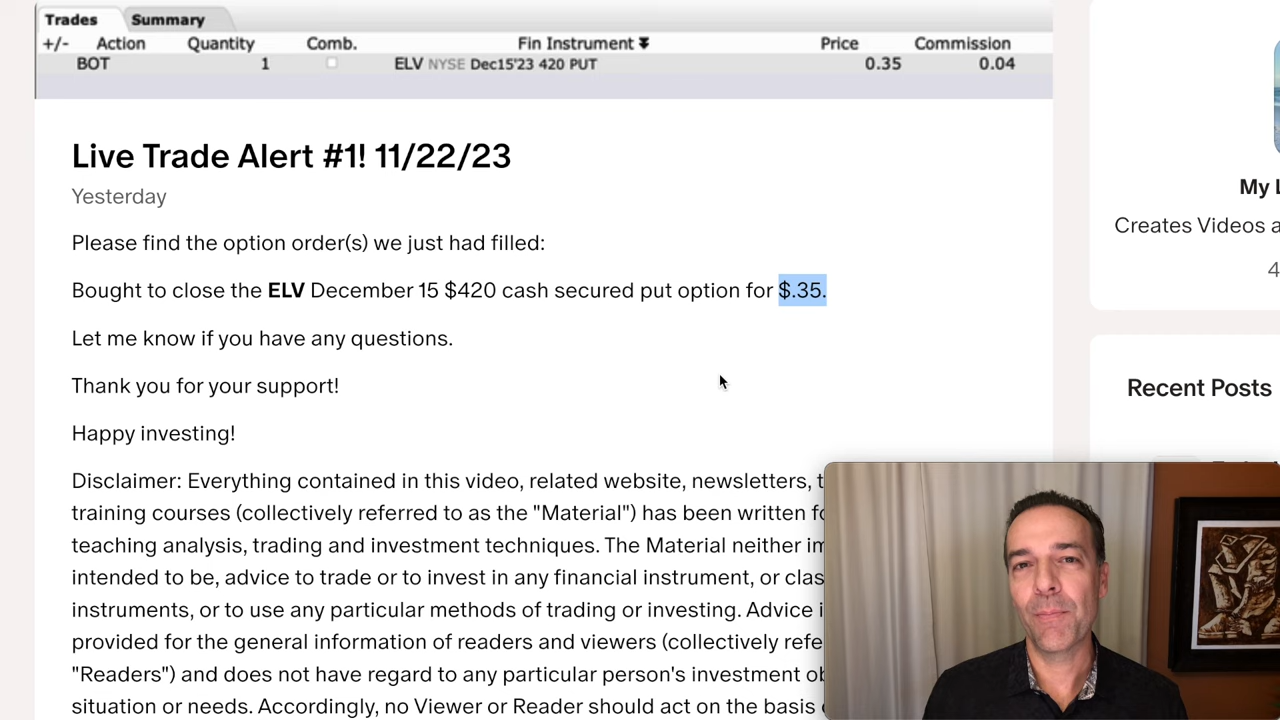 Trades Summary
+/- Action Quantity Comb. Fin Instrument Price Commission
BOT 1 ELV NYSE Dec15'23 420 PUT 0.35 0.04
Live Trade Alert #1! 11/22/23
Yesterday
Please find the option order(s) we just had filled:
Bought to close the ELV December 15 $420 cash secured put option for $.35.
Let me know if you have any questions.
Thank you for your support!
Happy investing!
Disclaimer: Everything contained in this video, related website, newsletters,
training courses (collectively referred to as the "Material") has been written
teaching analysis, trading and investment techniques. The Material neither
intended to be, advice to trade or to invest in any financial instrument, or
instruments, or to use any particular methods of trading or investing. Advice
provided for the general information of readers and viewers (collectively
"Readers") and does not have regard to any particular person's investment
situation or needs. Accordingly, no Viewer or Reader should act on the basis
My
Creates Videos a
4
Recent Posts